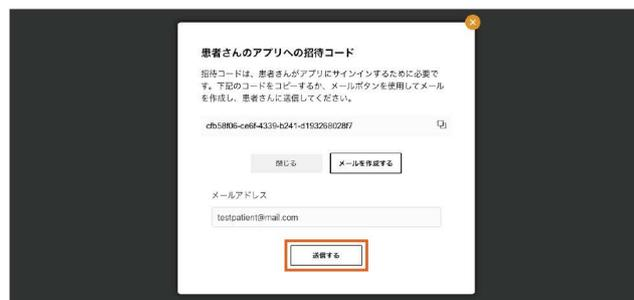 患者さんのアプリへの招待コード
招待コードは、患者さんがアプリにサインインするために必要で
す。下記のコードをコピーするか、メールボタンを使用してメール
を作成し、患者さんに送信してください。
cfb58f06-ce6f-4339-b241-d193268028f7
閉じる メールを作成する
メールアドレス
testpatient@mail.com
送信する